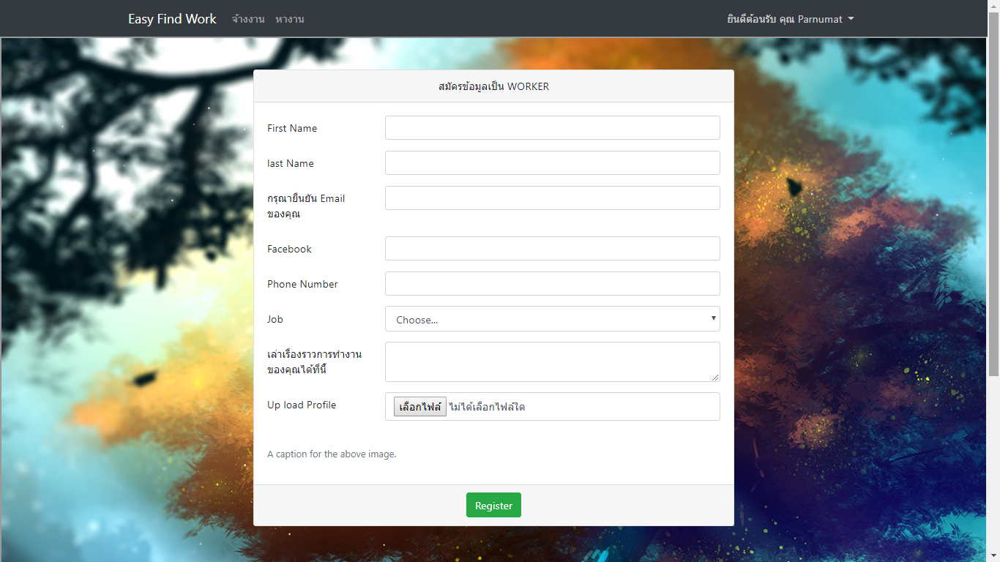 Easy Find Work จ้างงาน หางาน ยินดีต้อนรับ คุณ Parnumat
สมัครข้อมูลเป็น WORKER
First Name
last Name
กรุณายืนยัน Email
ของคุณ
Facebook
Phone Number
Job Choose...
เล่าเรื่องราวการทำงาน
ของคุณได้ที่นี้
Up load Profile เลือกไฟล์ ไม่ได้เลือกไฟล์ใด
A caption for the above image.
Register